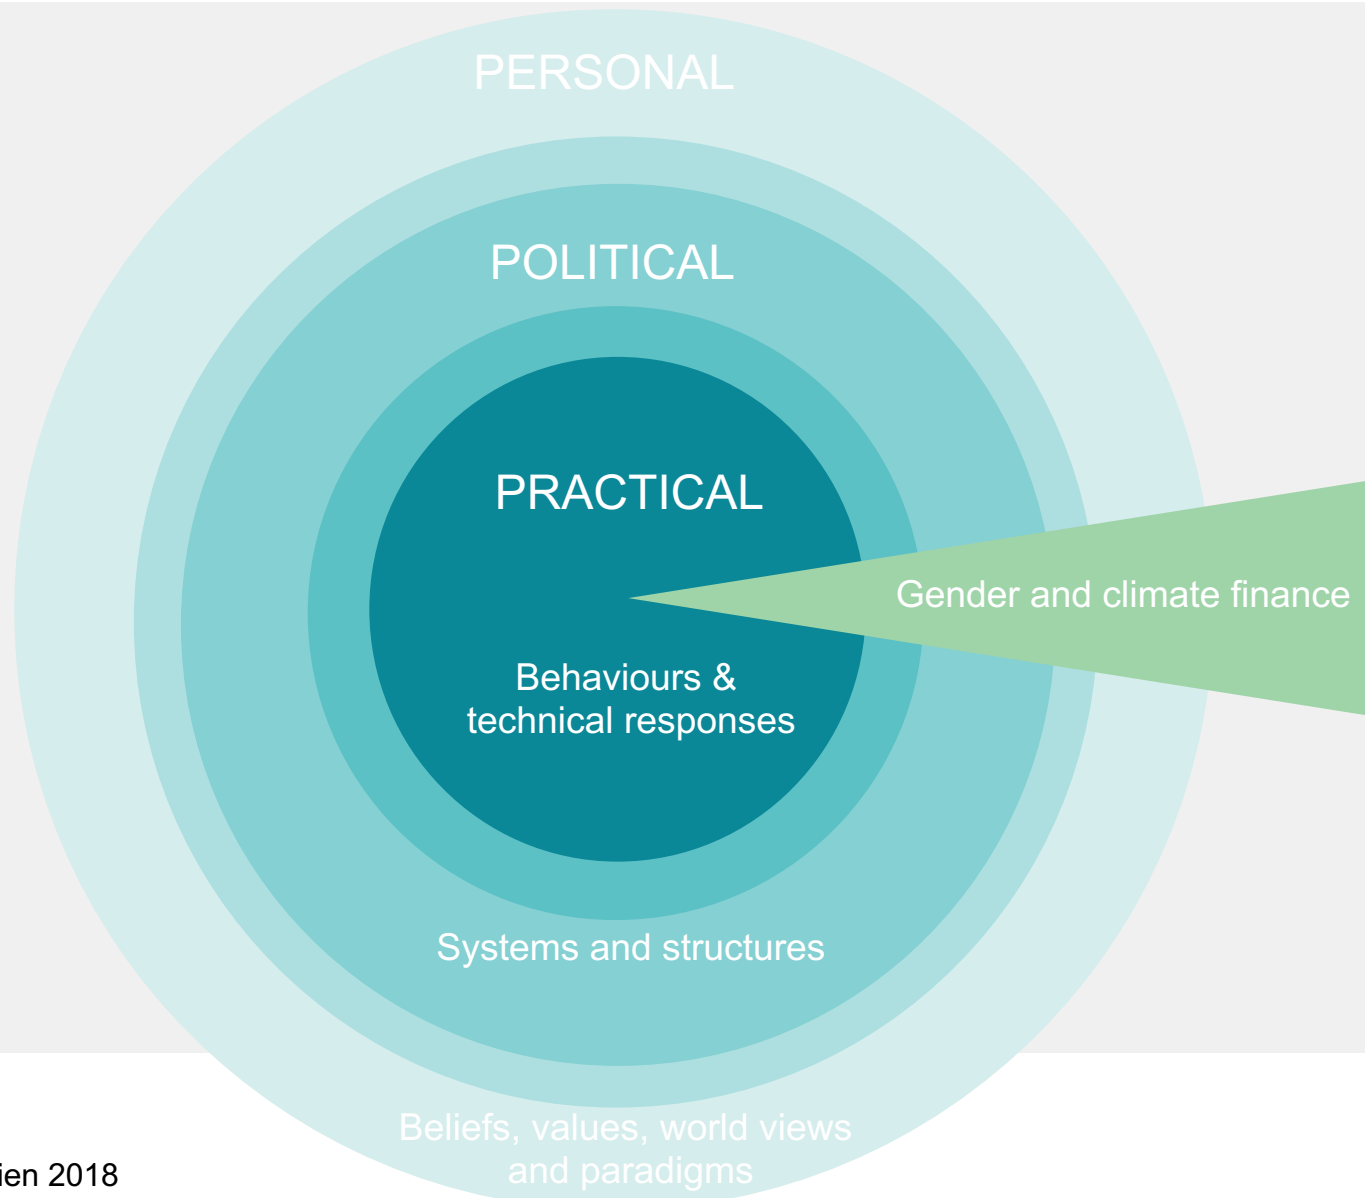 PERSONAL
POLITICAL
PRACTICAL
Gender and climate finance
Behaviours &
technical responses
Systems and structures
Beliefs, values, world views
and paradigms
2018